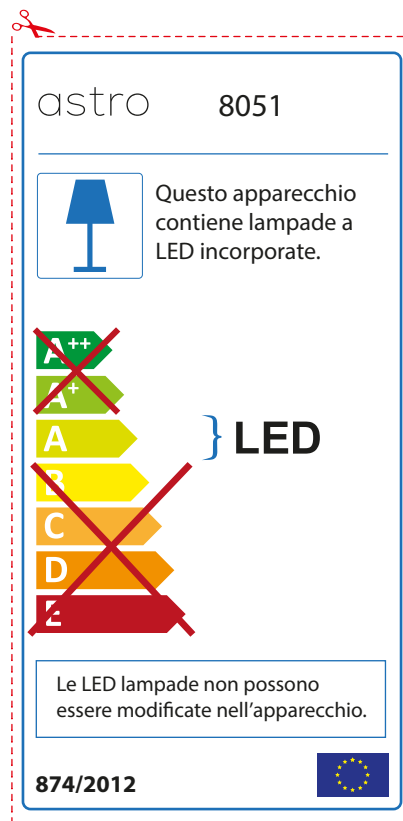 astro 8051
Questo apparecchio
contiene lampade a
LED incorporate.
A++
A+
A
} LED
B
C
D
E
Le LED lampade non possono
essere modificate nell’apparecchio.
874/2012